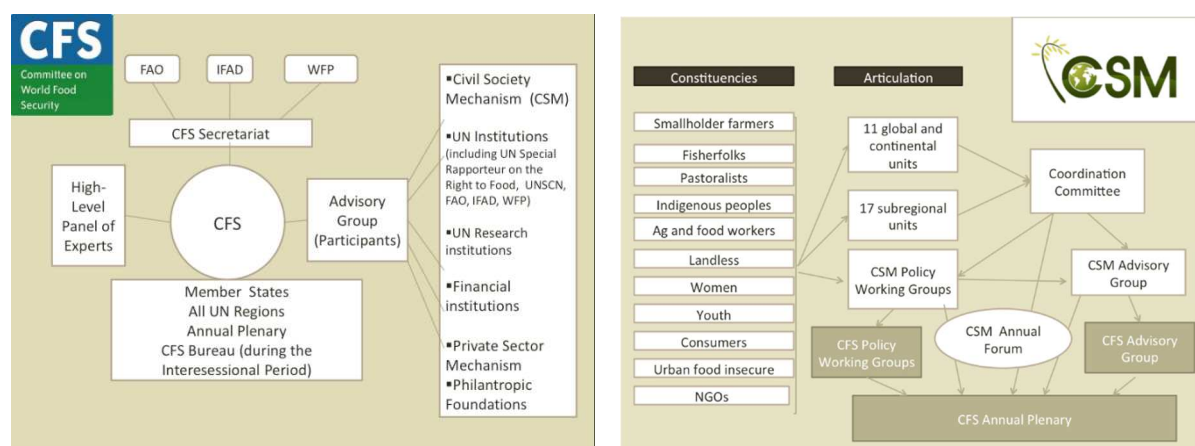 CFS
Committee on
World Food
Security
FAO
IFAD
WFP
CFS Secretariat
High-
Level
Panel of
Experts
CFS
Advisory
Group
(Participants)
Member States
All UN Regions
Annual Plenary
CFS Bureau (during the
Interesessional Period)
▪Civil Society
Mechanism (CSM)
▪UN Institutions
(including UN Special
Rapporteur on the
Right to Food, UNSCN,
FAO, IFAD, WFP)
▪UN Research
institutions
▪Financial
institutions
▪Private Sector
Mechanism
▪Philantropic
Foundations
CSM
Constituencies
Articulation
Smallholder farmers
Fisherfolks
Pastoralists
Indigenous peoples
Ag and food workers
Landless
Women
Youth
Consumers
Urban food insecure
NGOs
11 global and
continental
units
17 subregional
units
CSM Policy
Working Groups
Coordination
Committee
CSM Advisory
Group
CSM Annual
Forum
CFS Policy
Working Groups
CFS Advisory
Group
CFS Annual Plenary